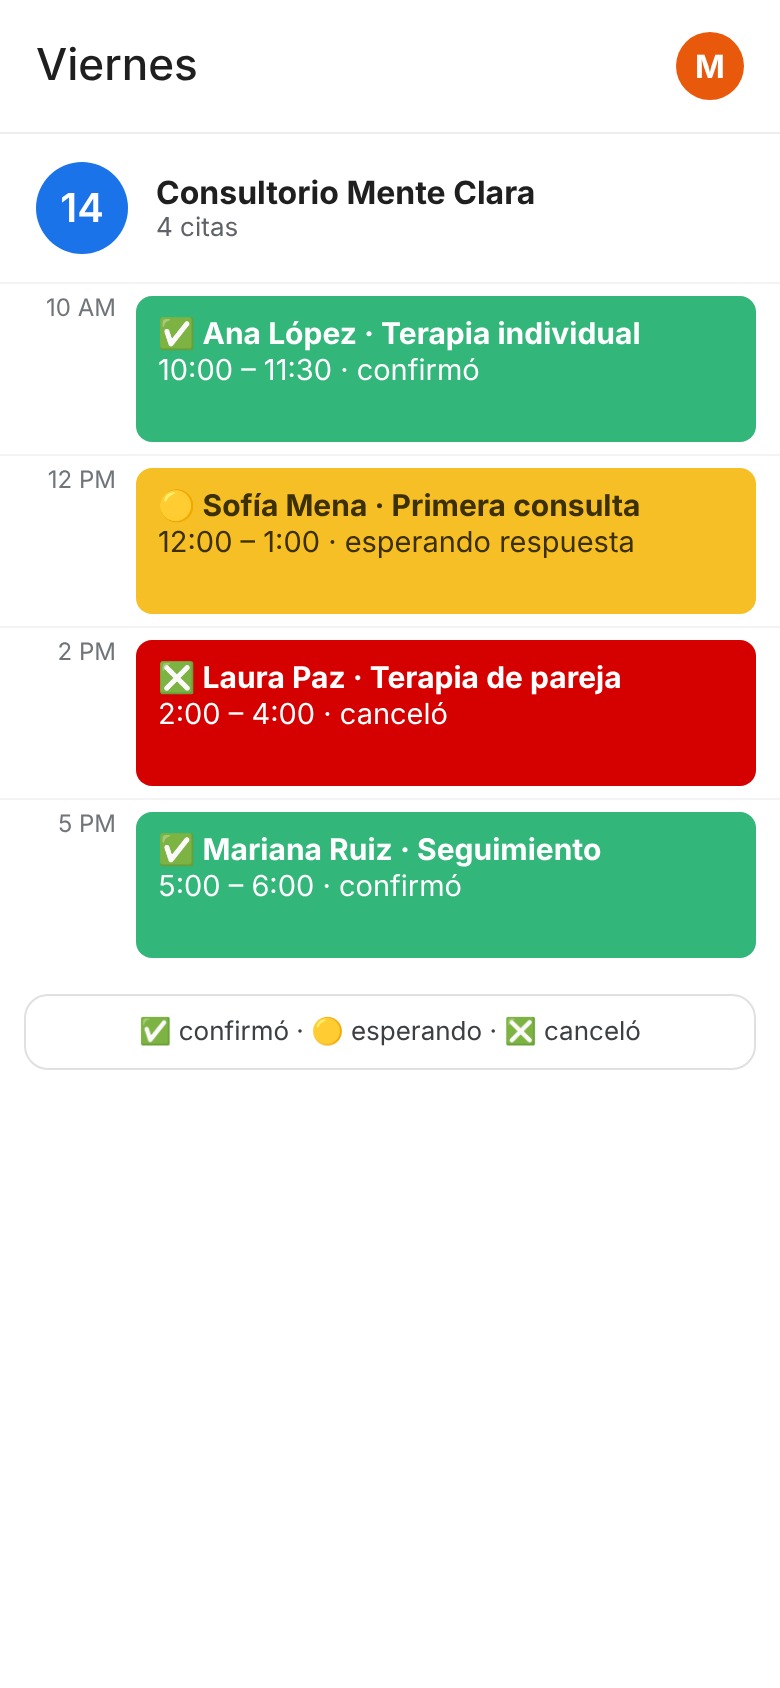 Viernes
M
14
Consultorio Mente Clara
4 citas
10 AM
✅ Ana López · Terapia individual
10:00 – 11:30 · confirmó
12 PM
🟡 Sofía Mena · Primera consulta
12:00 – 1:00 · esperando respuesta
2 PM
❎ Laura Paz · Terapia de pareja
2:00 – 4:00 · canceló
5 PM
✅ Mariana Ruiz · Seguimiento
5:00 – 6:00 · confirmó
✅ confirmó · 🟡 esperando · ❎ canceló